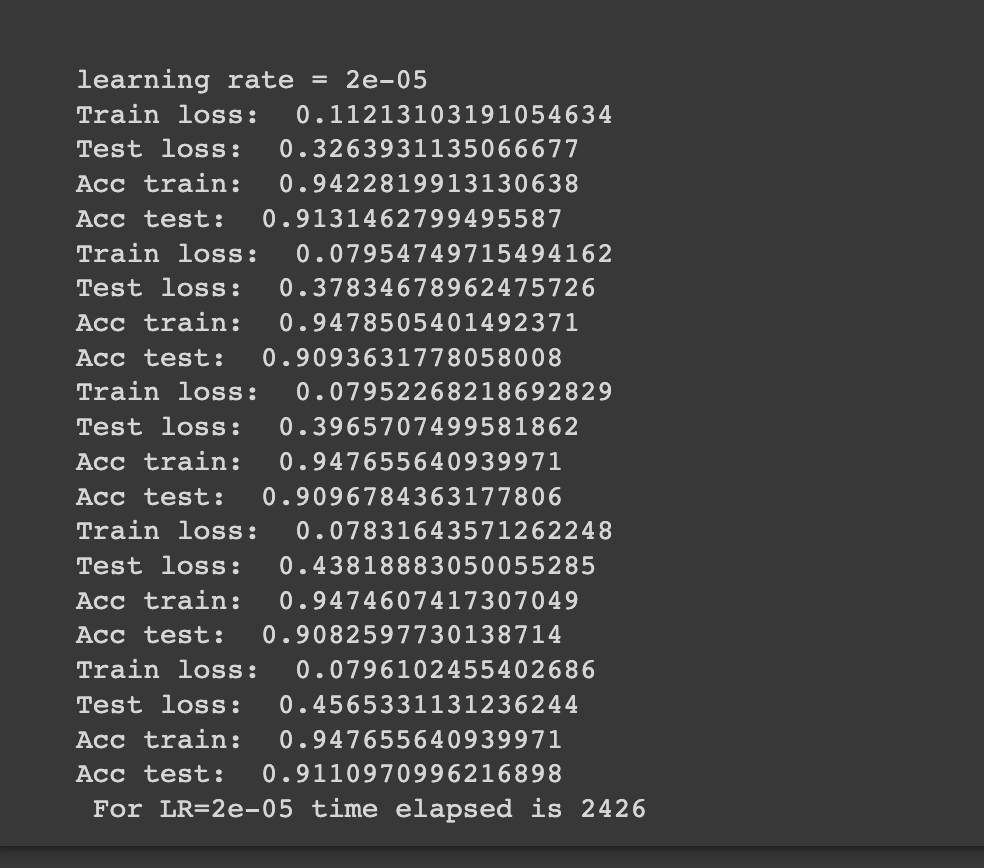 learning rate = 2e-05
Train loss:  0.11213103191054634
Test loss:  0.3263931135066677
Acc train:  0.9422819913130638
Acc test:  0.9131462799495587
Train loss:  0.07954749715494162
Test loss:  0.37834678962475726
Acc train:  0.9478505401492371
Acc test:  0.9093631778058008
Train loss:  0.07952268218692829
Test loss:  0.3965707499581862
Acc train:  0.947655640939971
Acc test:  0.9096784363177806
Train loss:  0.07831643571262248
Test loss:  0.43818883050055285
Acc train:  0.9474607417307049
Acc test:  0.9082597730138714
Train loss:  0.0796102455402686
Test loss:  0.4565331131236244
Acc train:  0.947655640939971
Acc test:  0.9110970996216898
For LR=2e-05 time elapsed is 2426